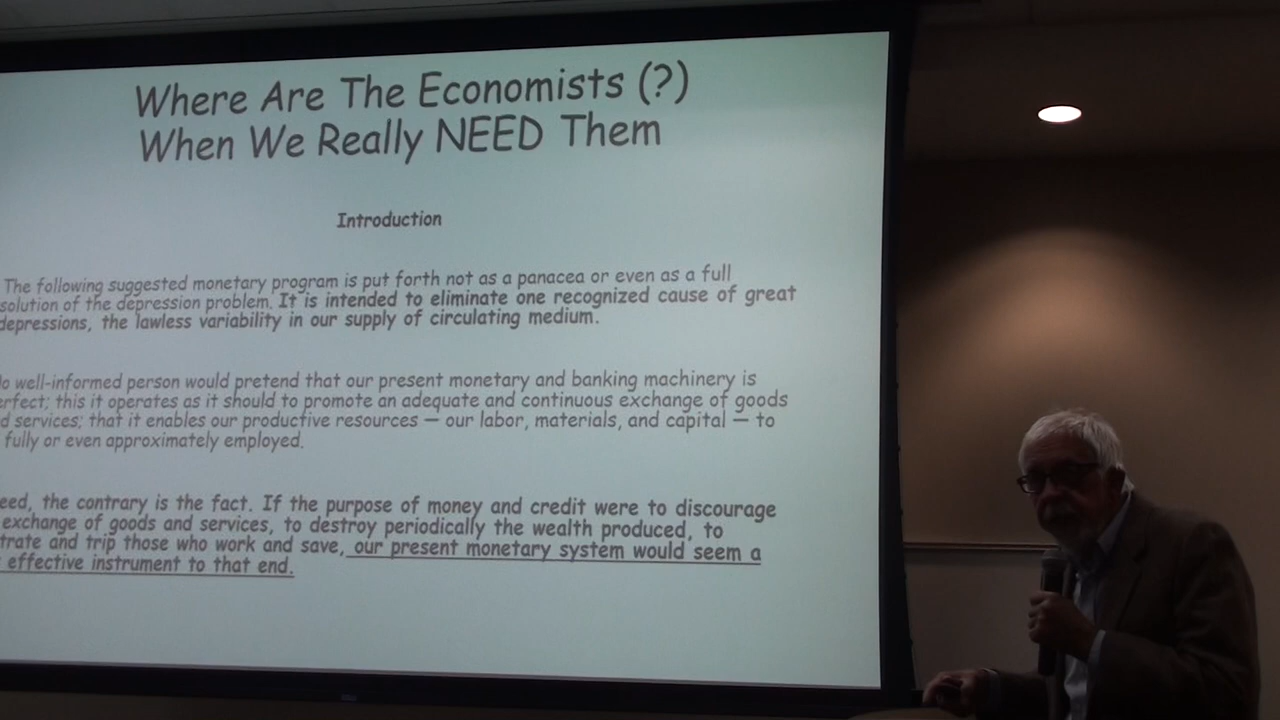 Where Are The Economists (?)
When We Really NEED Them
Introduction
The following suggested monetary program is put forth not as a panacea or even as a full
solution of the depression problem. It is intended to eliminate one recognized cause of great
depressions, the lawless variability in our supply of circulating medium.
well-informed person would pretend that our present monetary and banking machinery is
erfect; this it operates as it should to promote an adequate and continuous exchange of goods
d services; that it enables our productive resources — our labor, materials, and capital — to
fully or even approximately employed.
eed, the contrary is the fact. If the purpose of money and credit were to discourage
exchange of goods and services, to destroy periodically the wealth produced, to
trate and trip those who work and save, our present monetary system would seem a
effective instrument to that end.